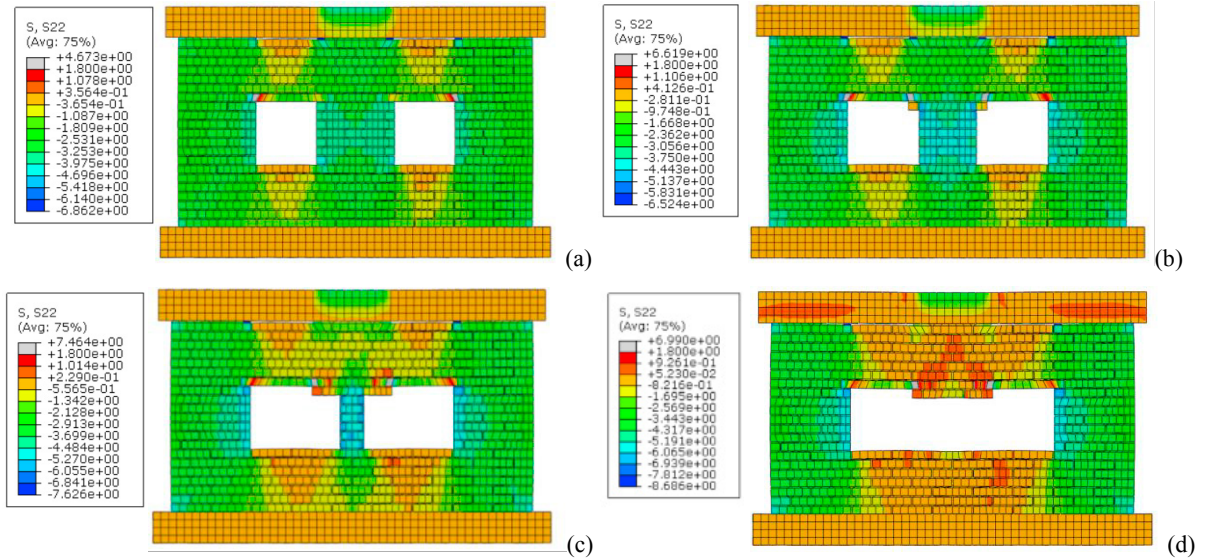 S, S22
(Avg: 75%)
+4.673e+00
+1.800e+00
+1.078e+00
+3.564e-01
-3.654e-01
-1.087e+00
-1.809e+00
-2.531e+00
-3.253e+00
-3.975e+00
-4.696e+00
-5.418e+00
-6.140e+00
-6.862e+00
(a)
S, S22
(Avg: 75%)
+6.619e+00
+1.800e+00
+1.106e+00
+4.126e-01
-2.811e-01
-9.748e-01
-1.668e+00
-2.362e+00
-3.056e+00
-3.750e+00
-4.443e+00
-5.137e+00
-5.831e+00
-6.524e+00
(b)
S, S22
(Avg: 75%)
+7.464e+00
+1.800e+00
+1.014e+00
+2.290e-01
-5.565e-01
-1.342e+00
-2.128e+00
-2.913e+00
-3.699e+00
-4.484e+00
-5.270e+00
-6.055e+00
-6.841e+00
-7.626e+00
(c)
S, S22
(Avg: 75%)
+6.990e+00
+1.800e+00
+9.261e-01
+5.230e-02
-8.216e-01
-1.695e+00
-2.569e+00
-3.443e+00
-4.317e+00
-5.191e+00
-6.065e+00
-6.939e+00
-7.812e+00
-8.686e+00
(d)